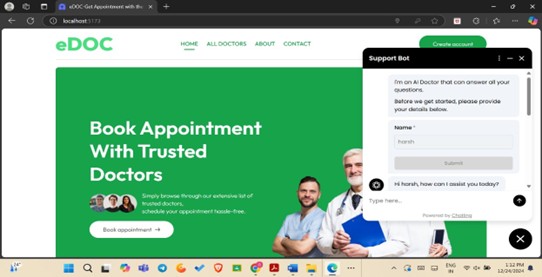 eDOC-Get Appointment with th
localhost:5173
eDOC
HOME
ALL DOCTORS
ABOUT
CONTACT
Create account
Book Appointment
With Trusted
Doctors
Simply browse through our extensive list of
trusted doctors,
schedule your appointment hassle-free.
Book appointment →
Support Bot
I'm an AI Doctor that can answer all your
questions.
Before we get started, please provide
your details below.
Name *
harsh
Submit
Hi harsh, how can I assist you today?
Type here...
Powered by Chatling
ENG
IN
1:52 PM
12/24/2024